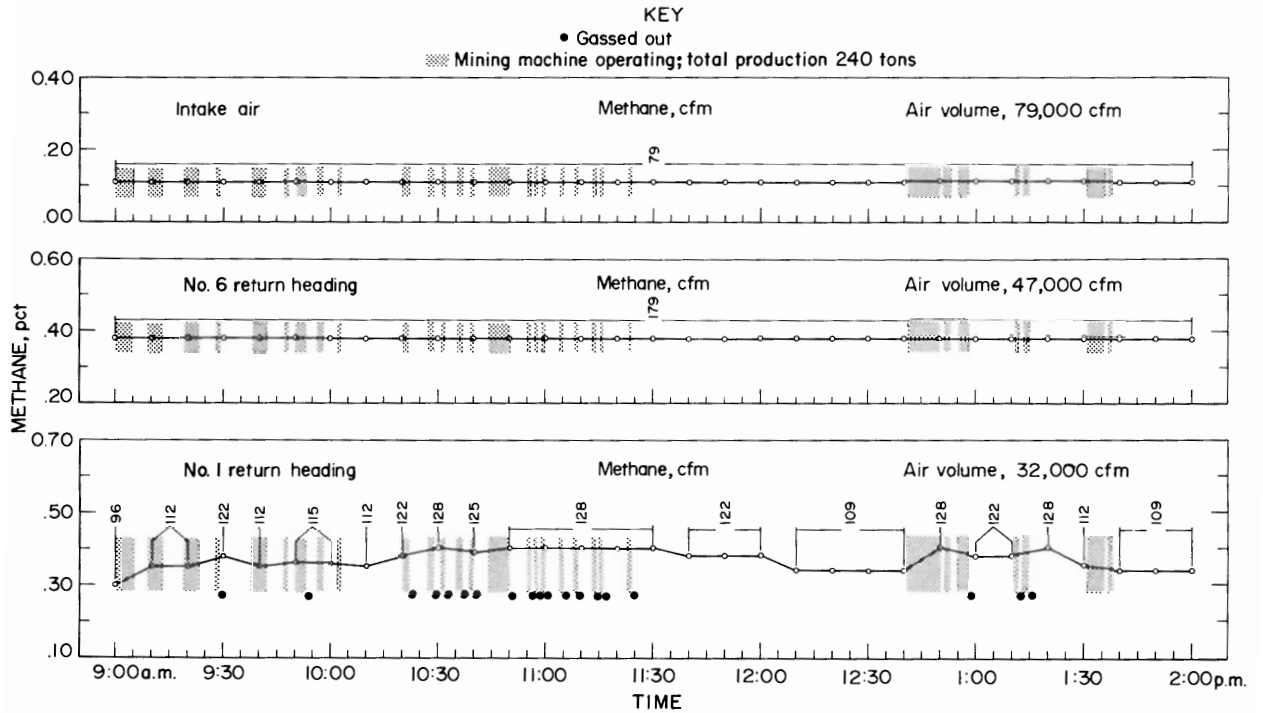 KEY
• Gassed out
Mining machine operating; total production 240 tons
METHANE, pct
0.40
.20
.00
Intake air
Methane, cfm
Air volume, 79,000 cfm
79
0.60
.40
.20
No. 6 return heading
Methane, cfm
Air volume, 47,000 cfm
179
0.70
.50
.30
.10
No. 1 return heading
Methane, cfm
Air volume, 32,000 cfm
96 112 122 112 115 112 122 128 125 128 122 109 128 122 128 112 109
9:00 a.m. 9:30 10:00 10:30 11:00 11:30 12:00 12:30 1:00 1:30 2:00 p.m.
TIME